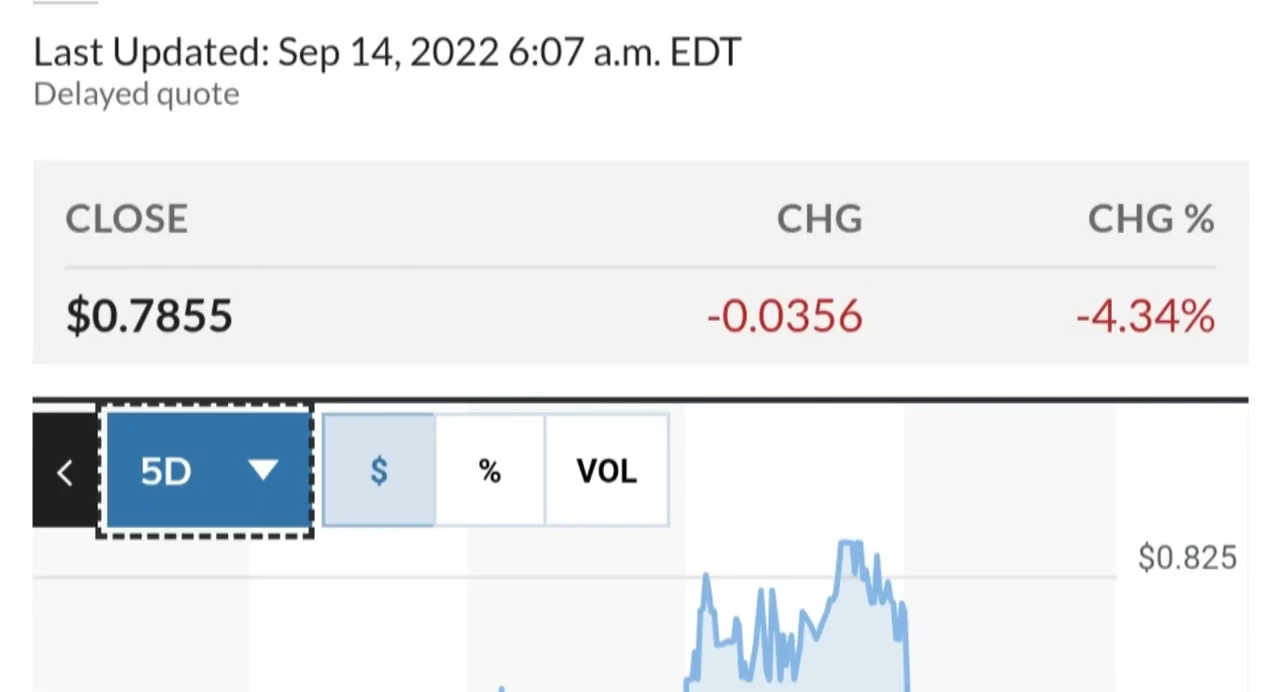 Last Updated: Sep 14, 2022 6:07 a.m. EDT
Delayed quote
CLOSE CHG CHG %
$0.7855 -0.0356 -4.34%
5D $ % VOL
$0.825